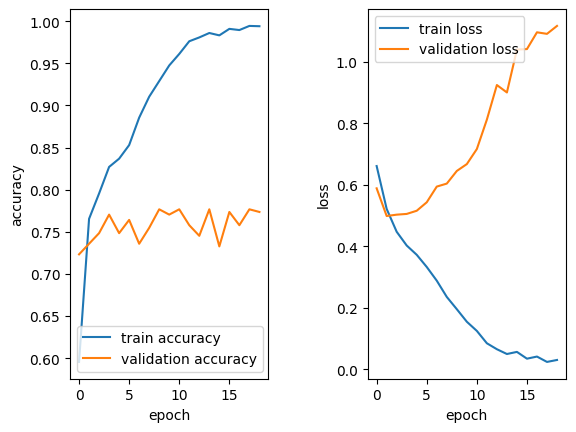 1.00
0.95
0.90
0.85
0.80
0.75
0.70
0.65
0.60
accuracy
train accuracy
validation accuracy
0 5 10 15
epoch
train loss
validation loss
1.0
0.8
0.6
0.4
0.2
0.0
loss
0 5 10 15
epoch